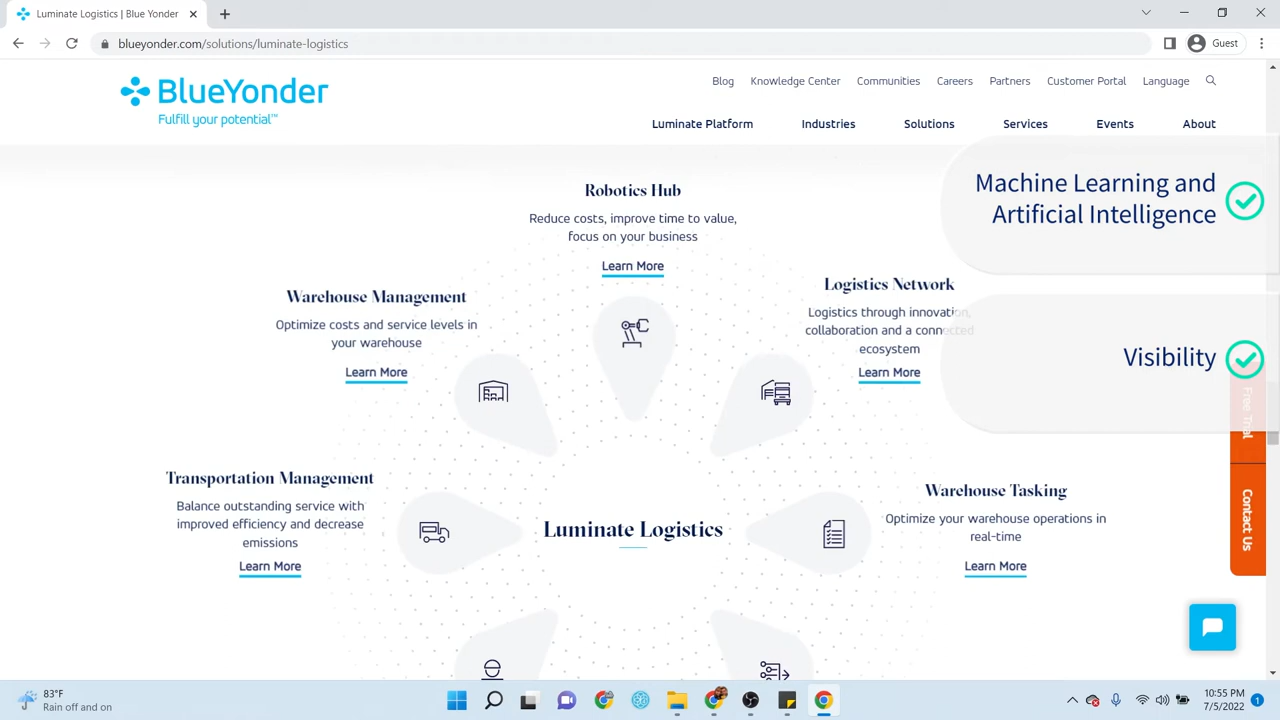 Luminate Logistics | Blue Yonder
blueyonder.com/solutions/luminate-logistics
Guest
BlueYonder
Fulfill your potential™
Blog
Knowledge Center
Communities
Careers
Partners
Customer Portal
Language
Luminate Platform
Industries
Solutions
Services
Events
About
Machine Learning and
Artificial Intelligence
Visibility
Robotics Hub
Reduce costs, improve time to value,
focus on your business
Learn More
Warehouse Management
Optimize costs and service levels in
your warehouse
Learn More
Logistics Network
Logistics through innovation,
collaboration and a connected
ecosystem
Learn More
Transportation Management
Balance outstanding service with
improved efficiency and decrease
emissions
Learn More
Luminate Logistics
Warehouse Tasking
Optimize your warehouse operations in
real-time
Learn More
Free Trial
Contact Us
83°F
Rain off and on
10:55 PM
7/5/2022
1